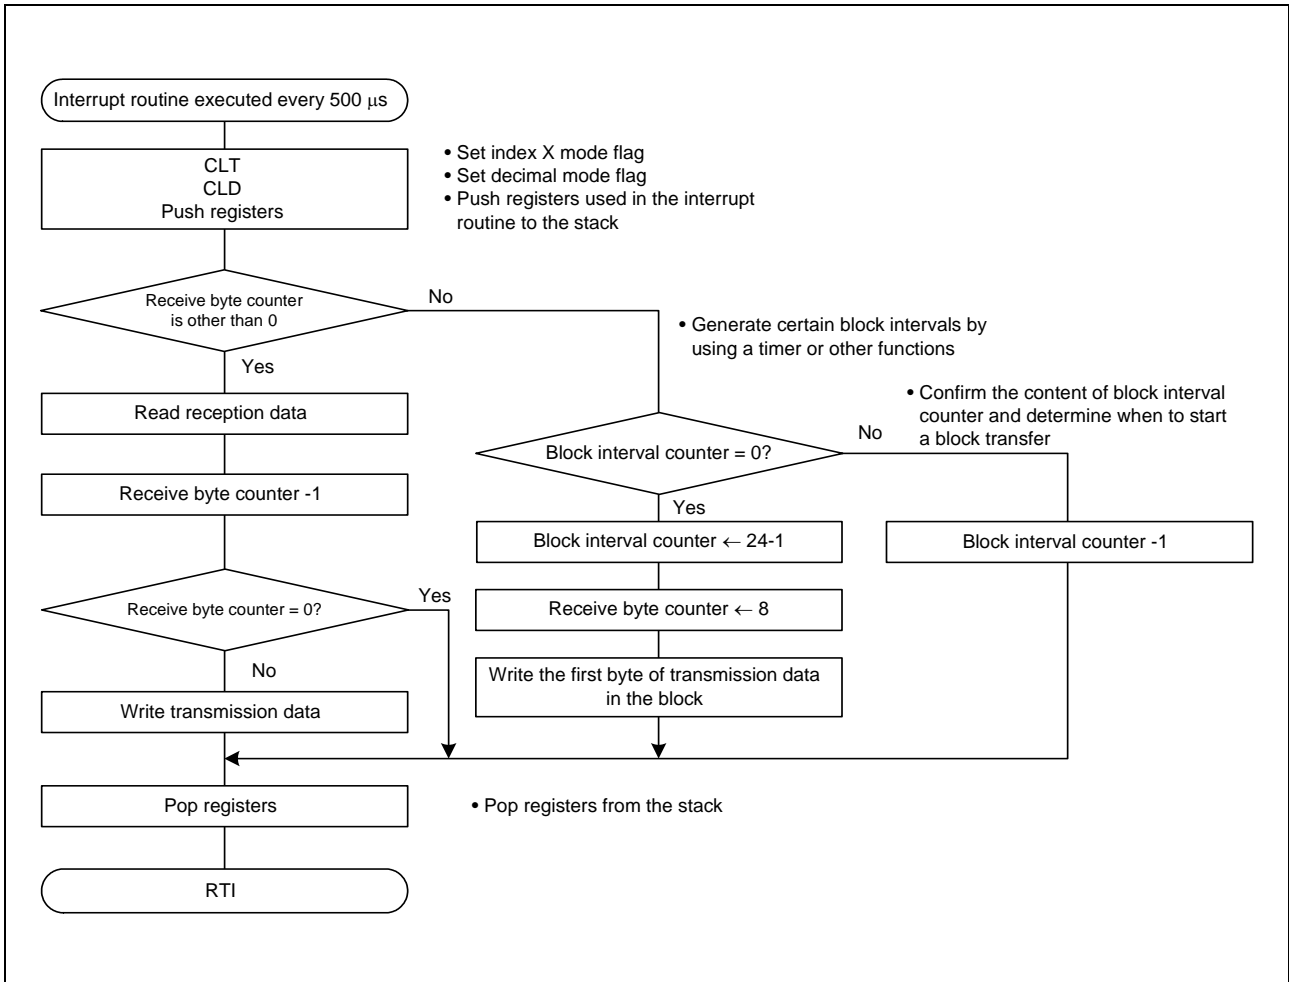 Interrupt routine executed every 500 μs
CLT
CLD
Push registers
• Set index X mode flag
• Set decimal mode flag
• Push registers used in the interrupt
routine to the stack
Receive byte counter
is other than 0
No
Yes
• Generate certain block intervals by
using a timer or other functions
• Confirm the content of block interval
counter and determine when to start
a block transfer
Read reception data
Block interval counter = 0?
No
Yes
Receive byte counter -1
Block interval counter ← 24-1
Block interval counter -1
Receive byte counter = 0?
Yes
No
Receive byte counter ← 8
Write the first byte of transmission data
in the block
Write transmission data
Pop registers
• Pop registers from the stack
RTI